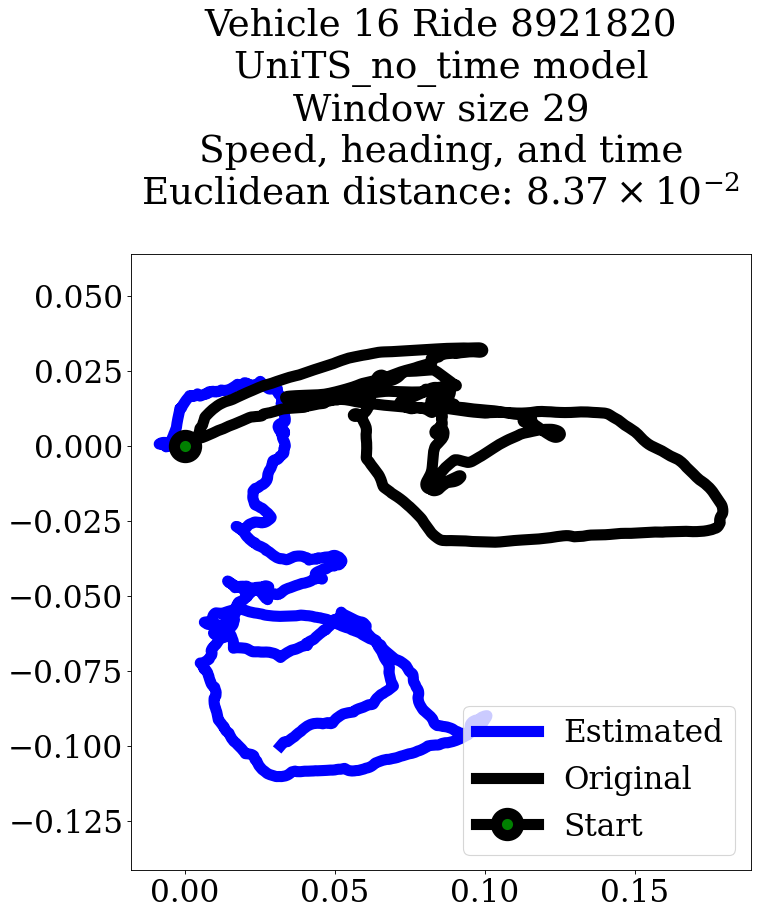 Vehicle 16 Ride 8921820
UniTS_no_time model
Window size 29
Speed, heading, and time
Euclidean distance: 8.37 × 10⁻²
0.050
0.025
0.000
−0.025
−0.050
−0.075
−0.100
−0.125
0.00 0.05 0.10 0.15
Estimated
Original
Start